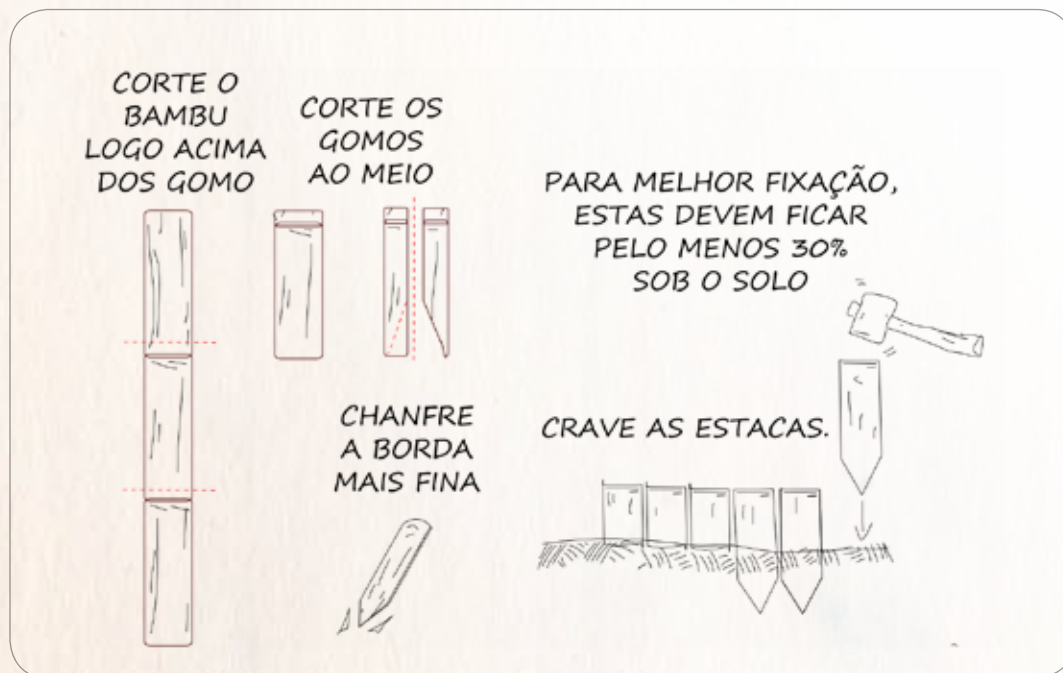 CORTE O
BAMBU
LOGO ACIMA
DOS GOMO
CORTE OS
GOMOS
AO MEIO
PARA MELHOR FIXAÇÃO,
ESTAS DEVEM FICAR
PELO MENOS 30%
SOB O SOLO
CHANFRE
A BORDA
MAIS FINA
CRAVE AS ESTACAS.